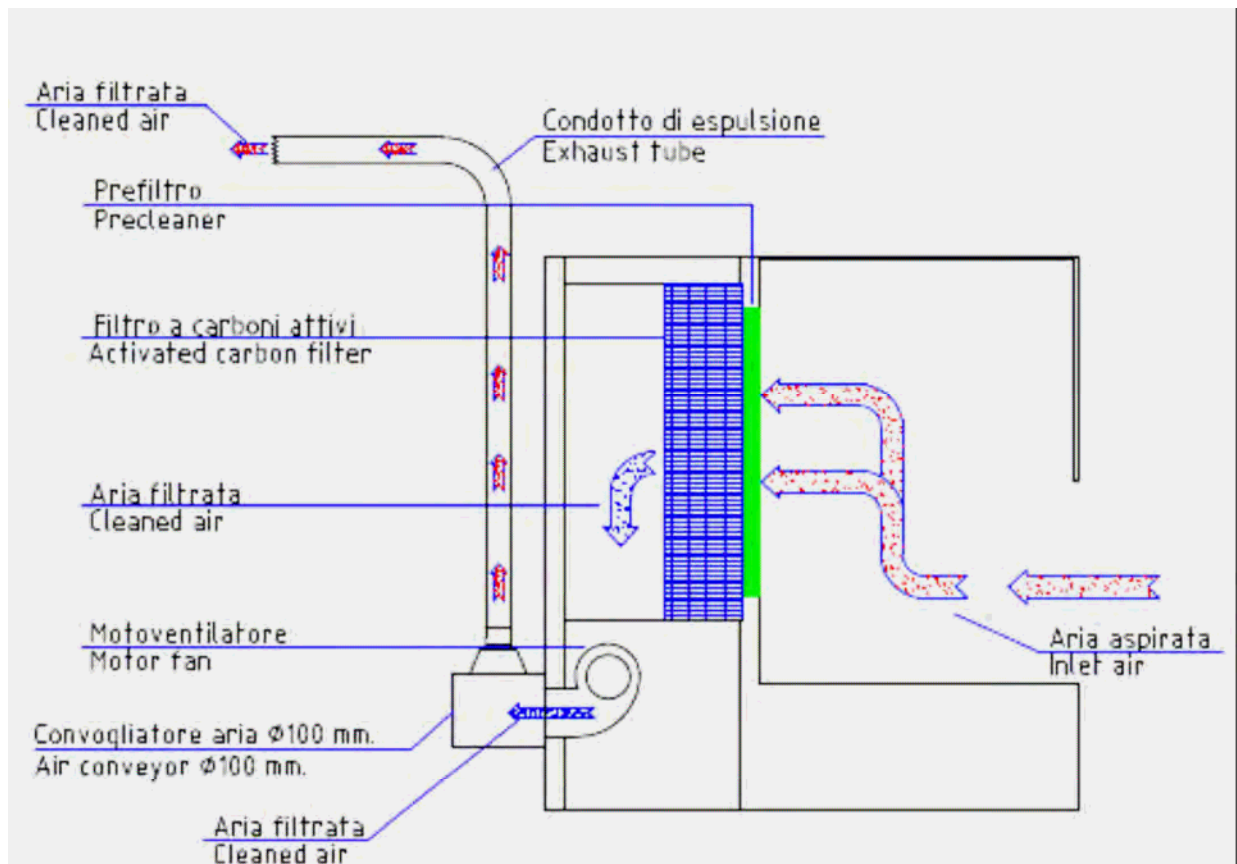 Aria filtrata
Cleaned air
Condotto di espulsione
Exhaust tube
Prefiltro
Precleaner
Filtro a carboni attivi
Activated carbon filter
Aria filtrata
Cleaned air
Motoventilatore
Motor fan
Aria aspirata
Inlet air
Convogliatore aria Φ100 mm.
Air conveyor Φ100 mm.
Aria filtrata
Cleaned air